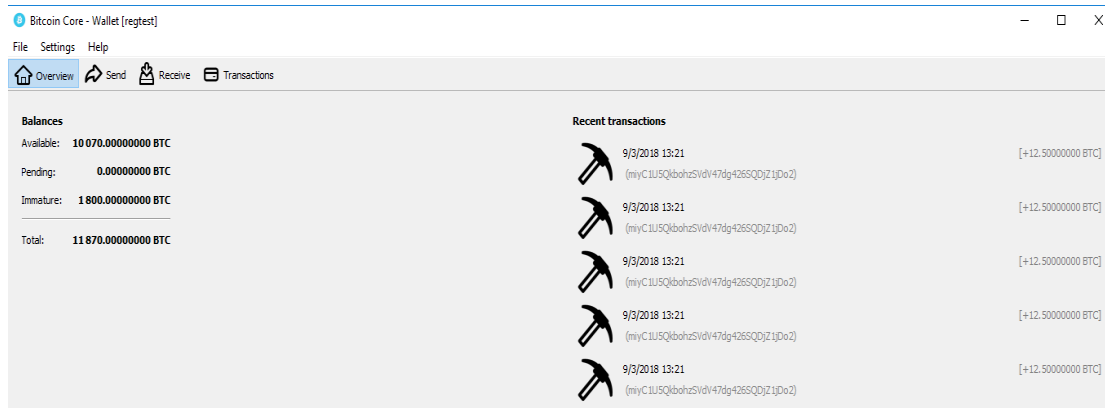 Bitcoin Core - Wallet [regtest]
File Settings Help
Overview Send Receive Transactions
Balances
Available: 10 070.00000000 BTC
Pending: 0.00000000 BTC
Immature: 1 800.00000000 BTC
Total: 11 870.00000000 BTC
Recent transactions
9/3/2018 13:21 [+12.50000000 BTC]
(miyC1U5QkbohzSVdV47dg426SQDjZ1jDo2)
9/3/2018 13:21 [+12.50000000 BTC]
(miyC1U5QkbohzSVdV47dg426SQDjZ1jDo2)
9/3/2018 13:21 [+12.50000000 BTC]
(miyC1U5QkbohzSVdV47dg426SQDjZ1jDo2)
9/3/2018 13:21 [+12.50000000 BTC]
(miyC1U5QkbohzSVdV47dg426SQDjZ1jDo2)
9/3/2018 13:21 [+12.50000000 BTC]
(miyC1U5QkbohzSVdV47dg426SQDjZ1jDo2)